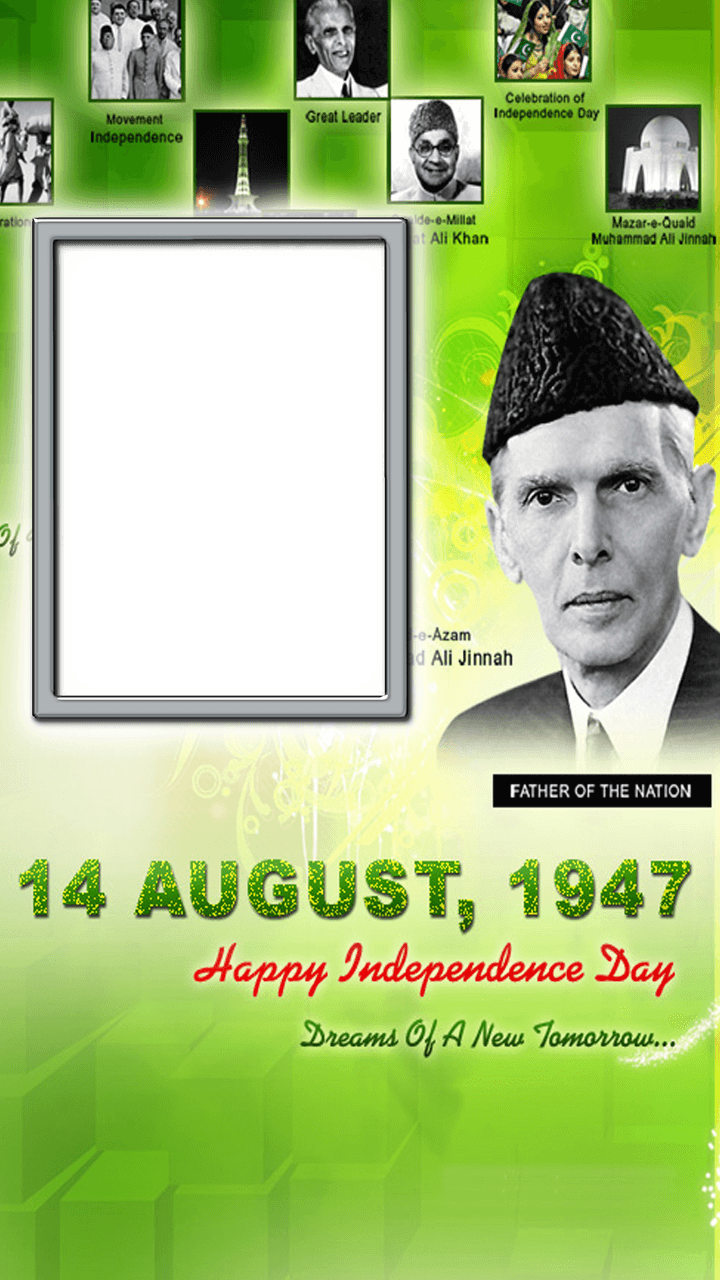 Movement
Independence
Great Leader
Celebration of
Independence Day
Ali Khan
Mazar-e-Quaid
Muhammad Ali Jinnah
Of
-e-Azam
Ali Jinnah
FATHER OF THE NATION
14 AUGUST, 1947
Happy Independence Day
Dreams Of A New Tomorrow...